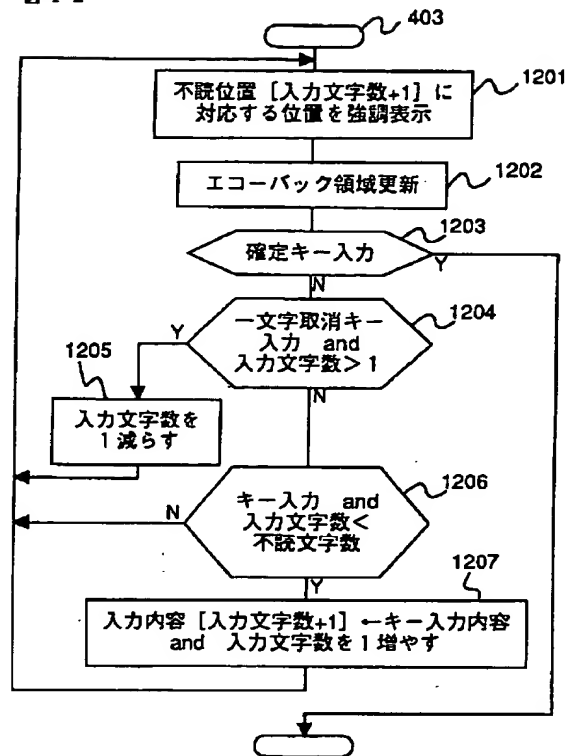 403
不読位置 [入力文字数+1] に
対応する位置を強調表示
1201
エコーバック領域更新
1202
確定キー入力
1203
Y
N
一文字取消キー
入力 and
入力文字数＞1
1204
Y
N
1205
入力文字数を
1減らす
キー入力 and
入力文字数＜
不読文字数
1206
N
Y
1207
入力内容 [入力文字数+1] ←キー入力内容
and 入力文字数を1増やす